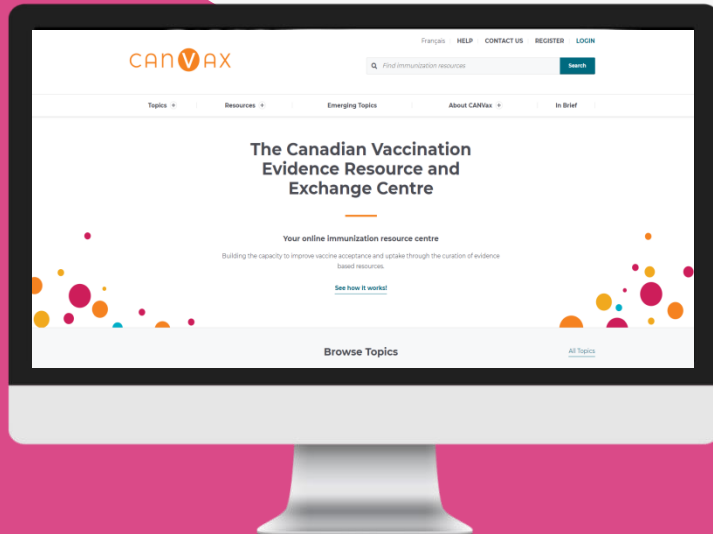 Français HELP CONTACT US REGISTER LOGIN
CANVAX
Find immunization resources Search
Topics + Resources + Emerging Topics About CANVax + In Brief
The Canadian Vaccination
Evidence Resource and
Exchange Centre
Your online immunization resource centre
Building the capacity to improve vaccine acceptance and uptake through the curation of evidence
based resources.
See how it works!
Browse Topics All Topics